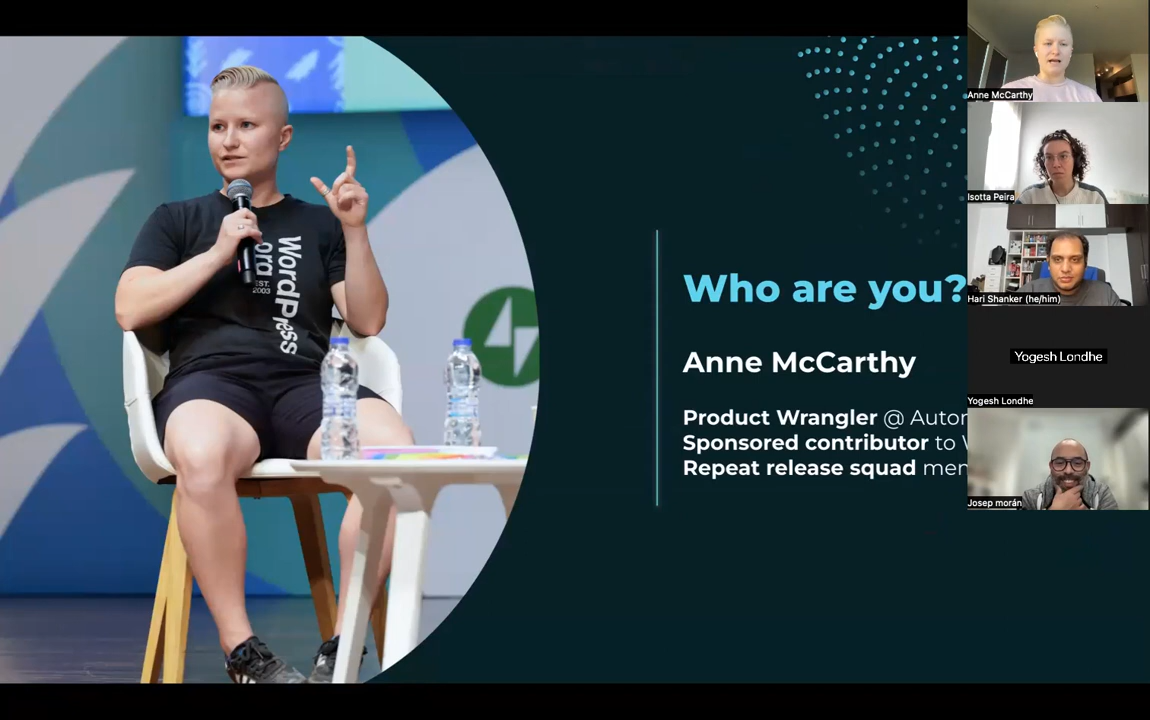 Who are you?
Anne McCarthy
Product Wrangler @ Autom
Sponsored contributor to
Repeat release squad mem
WordPress
EST.
2003
Anne McCarthy
Isotta Peira
Hari Shanker (he/him)
Yogesh Londhe
Yogesh Londhe
Josep morán